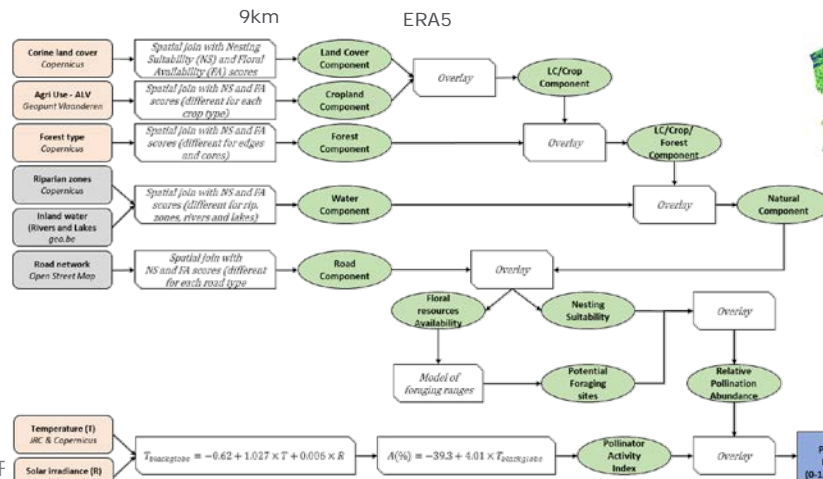 9km
ERA5
Corine land cover
Copernicus
Spatial join with Nesting
Suitability (NS) and Floral
Availability (FA) scores
Land Cover
Component
Overlay
LC/Crop
Component
Agri Use - ALV
Geopunt Vlaanderen
Spatial join with NS and FA
scores (different for each
crop type)
Cropland
Component
Forest type
Copernicus
Spatial join with NS and FA
scores (different for edges
and cores)
Forest
Component
Overlay
LC/Crop/
Forest
Component
Riparian zones
Copernicus
Inland water
(Rivers and Lakes
geo.be
Spatial join with NS and FA
scores (different for rip.
zones, rivers and lakes)
Water
Component
Overlay
Natural
Component
Road network
Open Street Map
Spatial join with
NS and FA scores (different
for each road type
Road
Component
Overlay
Floral
resources
Availability
Nesting
Suitability
Overlay
Model of
foraging ranges
Potential
Foraging
sites
Relative
Pollination
Abundance
Temperature (T)
JRC & Copernicus
Solar irradiance (R)
T_blackglobe = −0.62 + 1.027 × T + 0.006 × R
A(%) = −39.3 + 4.01 × T_blackglobe
Pollinator
Activity
Index
Overlay
P
(0-1
F